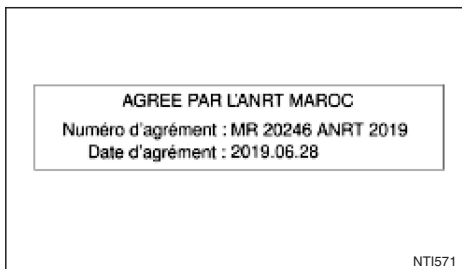 AGREE PAR L'ANRT MAROC
Numéro d'agrément : MR 20246 ANRT 2019
Date d'agrément : 2019.06.28
NTI571